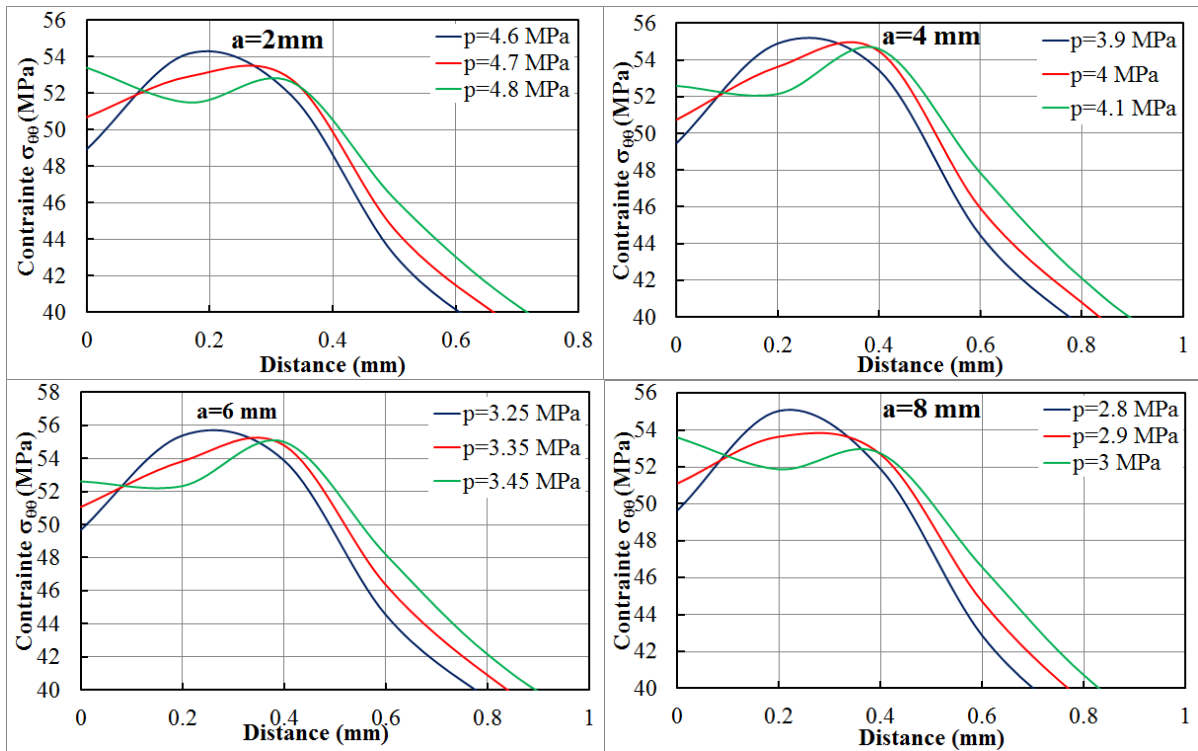 56
54
52
50
48
46
44
42
40
Contrainte σθθ (MPa)
a=2mm
p=4.6 MPa
p=4.7 MPa
p=4.8 MPa
0
0.2
0.4
0.6
0.8
Distance (mm)
56
54
52
50
48
46
44
42
40
Contrainte σθθ (MPa)
a=4 mm
p=3.9 MPa
p=4 MPa
p=4.1 MPa
0
0.2
0.4
0.6
0.8
1
Distance (mm)
58
56
54
52
50
48
46
44
42
40
Contrainte σθθ (MPa)
a=6 mm
p=3.25 MPa
p=3.35 MPa
p=3.45 MPa
0
0.2
0.4
0.6
0.8
1
Distance (mm)
56
54
52
50
48
46
44
42
40
Contrainte σθθ (MPa)
a=8 mm
p=2.8 MPa
p=2.9 MPa
p=3 MPa
0
0.2
0.4
0.6
0.8
1
Distance (mm)